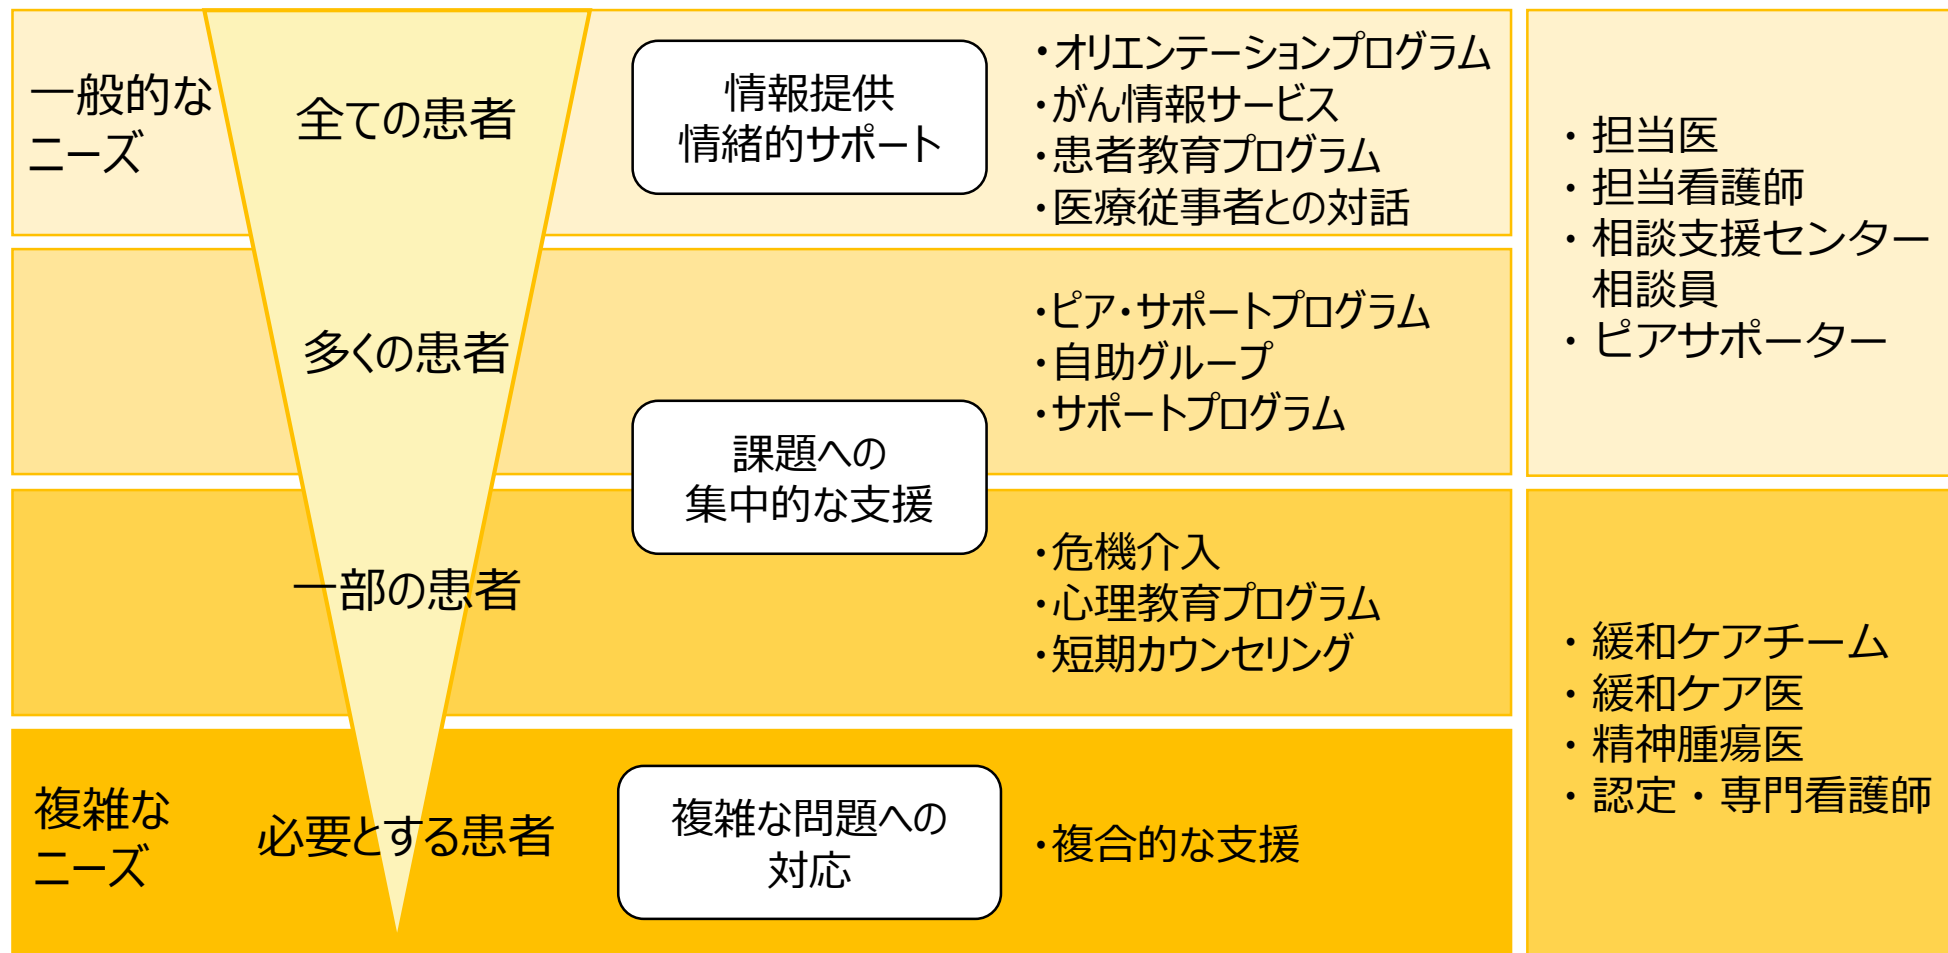 一般的な
ニーズ
全ての患者
情報提供
情緒的サポート
・オリエンテーションプログラム
・がん情報サービス
・患者教育プログラム
・医療従事者との対話
多くの患者
・ピア・サポートプログラム
・自助グループ
・サポートプログラム
課題への
集中的な支援
一部の患者
・危機介入
・心理教育プログラム
・短期カウンセリング
複雑な
ニーズ
必要とする患者
複雑な問題への
対応
・複合的な支援
・担当医
・担当看護師
・相談支援センター
相談員
・ピアサポーター
・緩和ケアチーム
・緩和ケア医
・精神腫瘍医
・認定・専門看護師